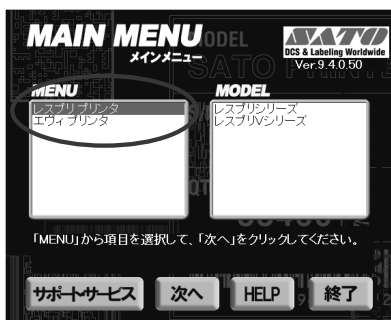 MAIN MENU
メインメニュー
SATO
DCS & Labeling Worldwide
Ver.9.4.0.50
MENU
MODEL
レスプリプリンタ
エヴィプリンタ
レスプリシリーズ
レスプリVシリーズ
「MENU」から項目を選択して、「次へ」をクリックしてください。
サポート・サービス
次へ
HELP
終了